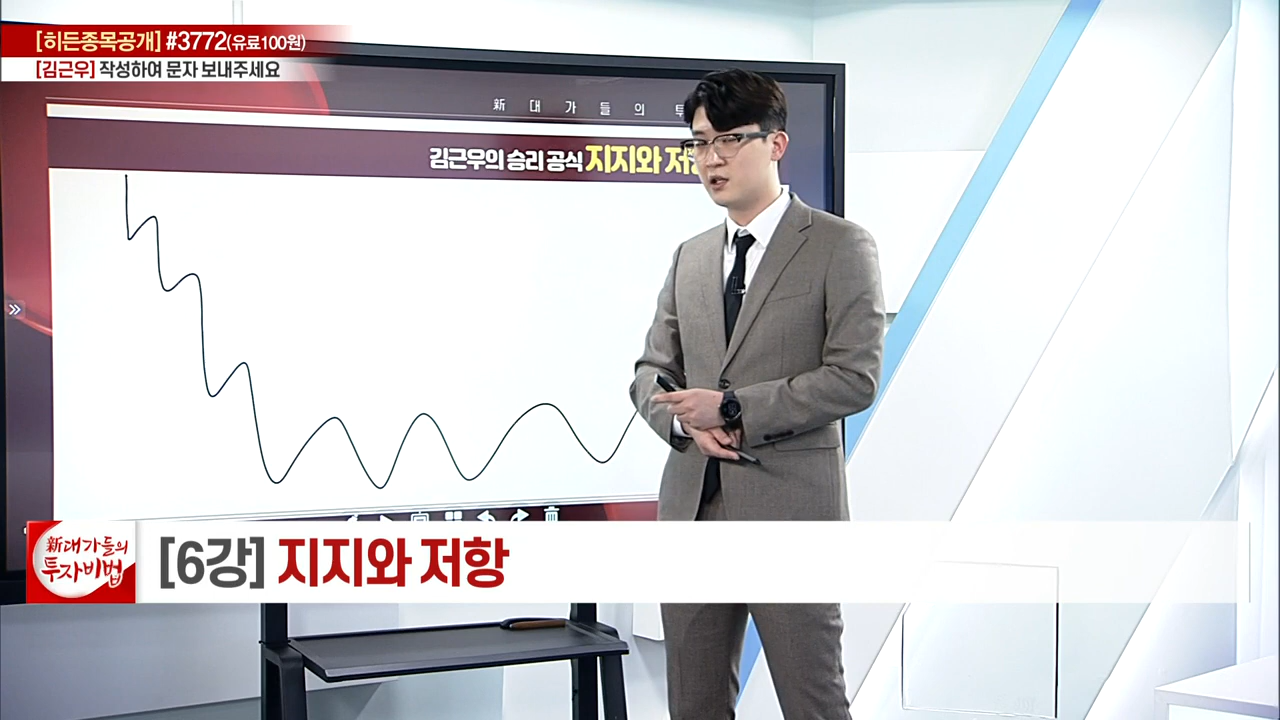 [히든종목공개] #3772(유료100원)
[김근우] 작성하여 문자 보내주세요
新 대 가 들 의 투
김근우의 승리 공식 지지와 저항
新대가들의
투자비법
[6강] 지지와 저항